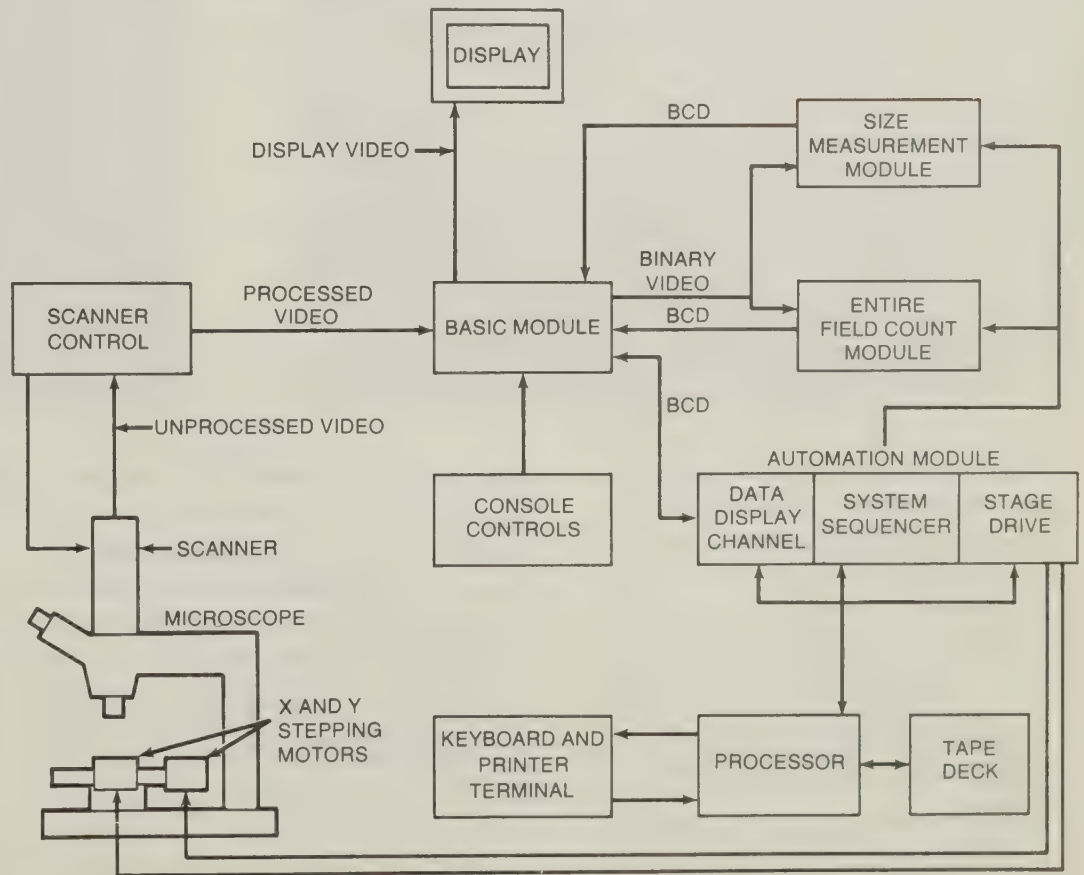 DISPLAY
BCD
SIZE
MEASUREMENT
MODULE
DISPLAY VIDEO
SCANNER
CONTROL
PROCESSED
VIDEO
BASIC MODULE
BINARY
VIDEO
BCD
ENTIRE
FIELD COUNT
MODULE
UNPROCESSED VIDEO
BCD
CONSOLE
CONTROLS
AUTOMATION MODULE
DATA
DISPLAY
CHANNEL
SYSTEM
SEQUENCER
STAGE
DRIVE
SCANNER
MICROSCOPE
X AND Y
STEPPING
MOTORS
KEYBOARD AND
PRINTER
TERMINAL
PROCESSOR
TAPE
DECK